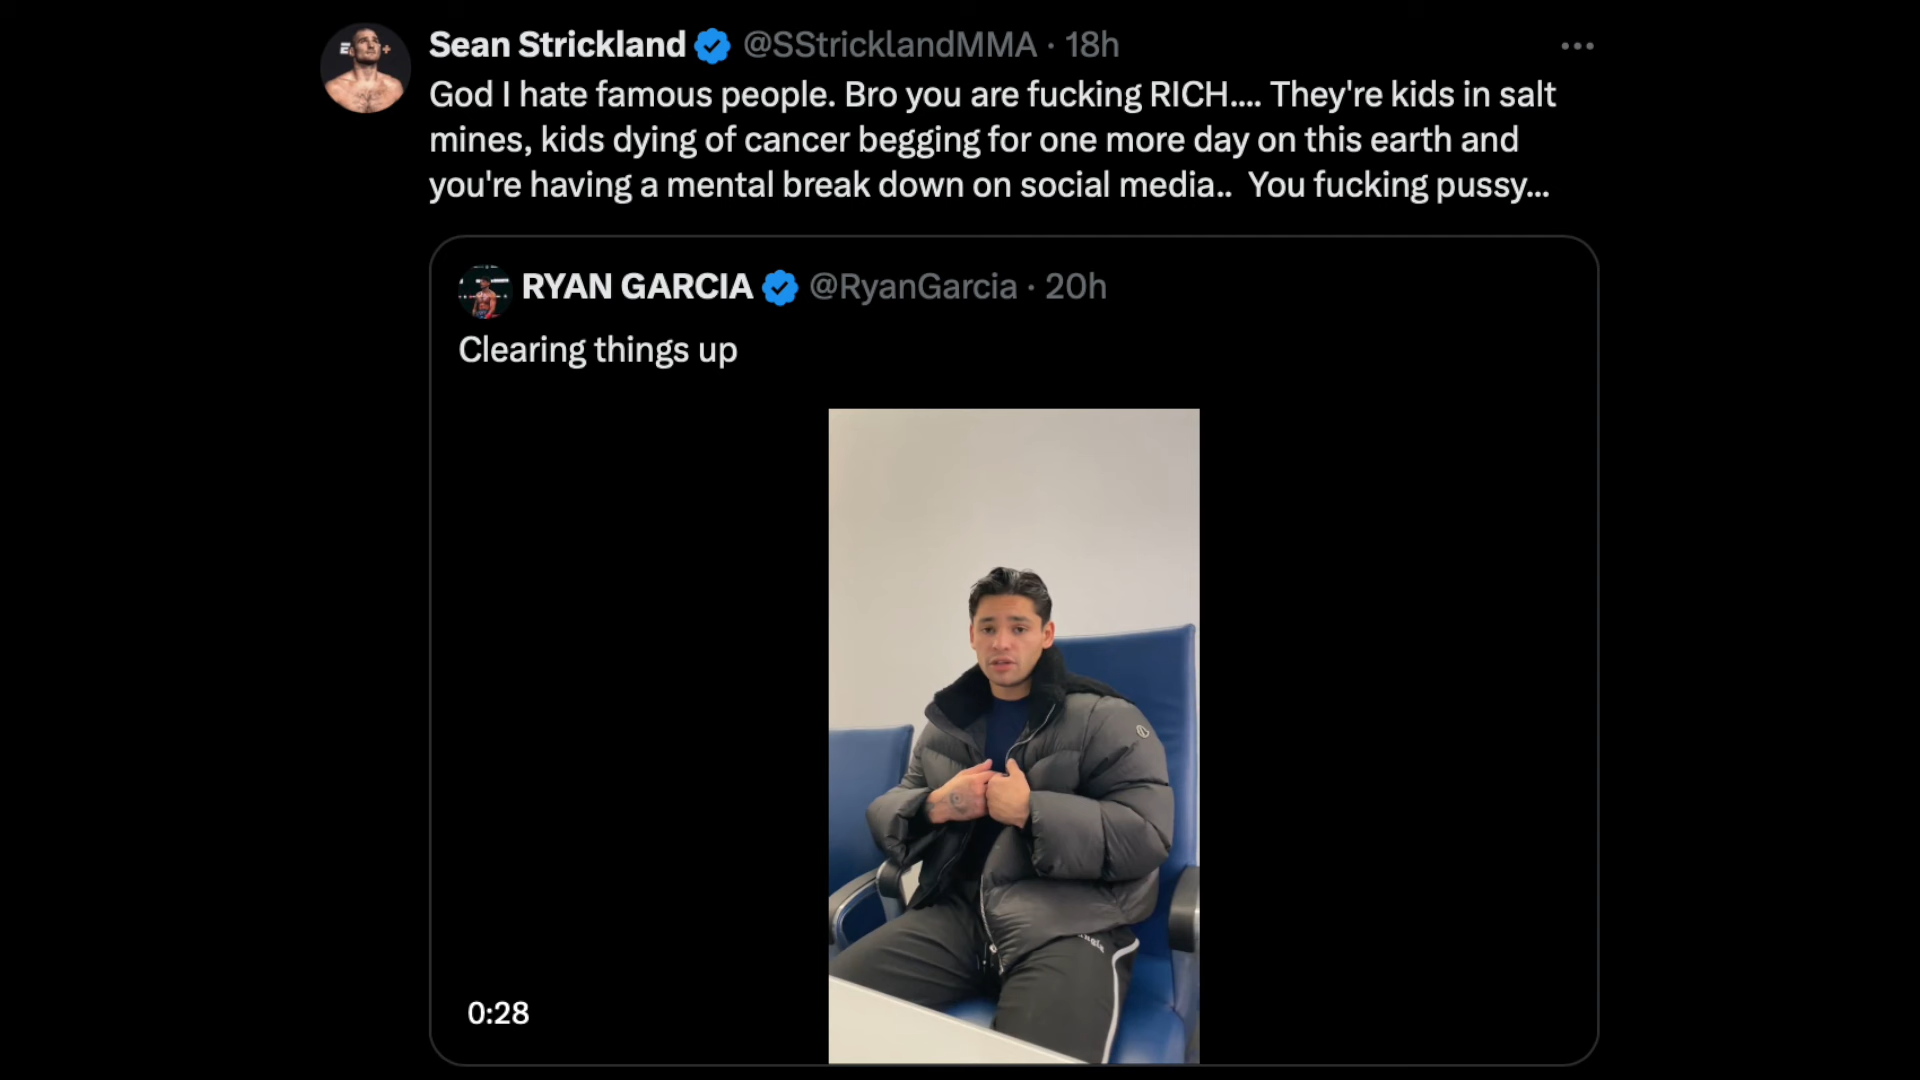 Sean Strickland @SStricklandMMA · 18h
God I hate famous people. Bro you are fucking RICH.... They're kids in salt
mines, kids dying of cancer begging for one more day on this earth and
you're having a mental break down on social media.. You fucking pussy...
RYAN GARCIA @RyanGarcia · 20h
Clearing things up
0:28